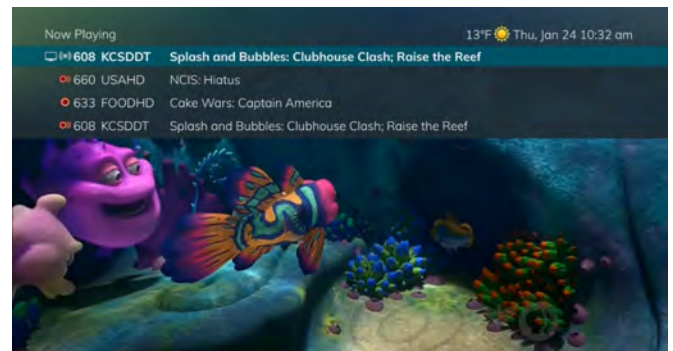 Now Playing 13°F Thu, Jan 24 10:32 am
608 KCSDDT Splash and Bubbles: Clubhouse Clash; Raise the Reef
660 USAHD NCIS: Hiatus
633 FOODHD Cake Wars: Captain America
608 KCSDDT Splash and Bubbles: Clubhouse Clash; Raise the Reef